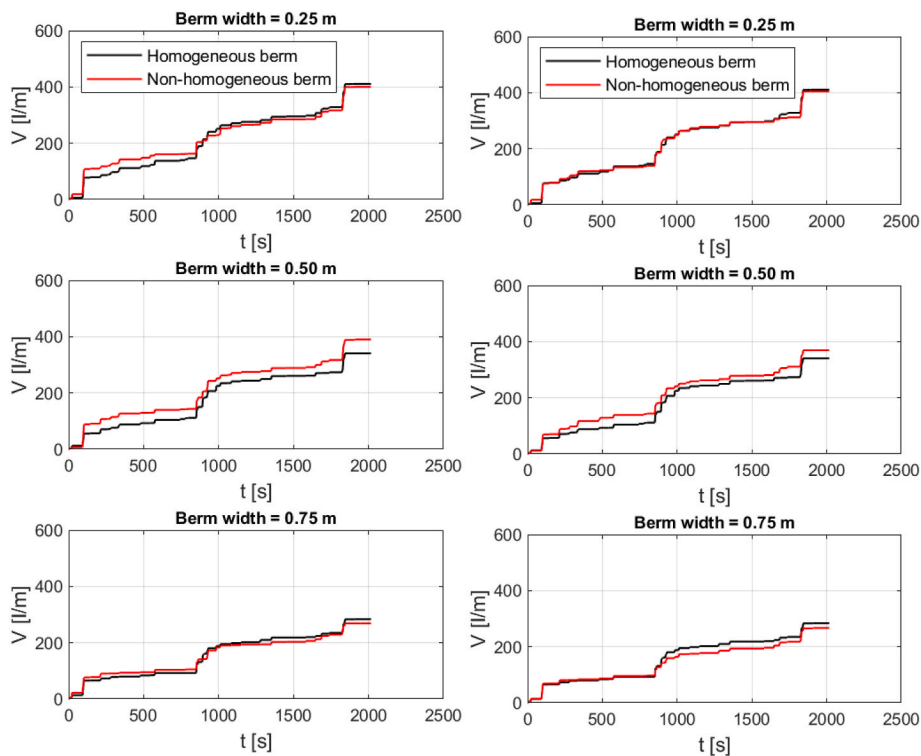 Berm width = 0.25 m
600
400
200
0
V [l/m]
Homogeneous berm
Non-homogeneous berm
0 500 1000 1500 2000 2500
t [s]
Berm width = 0.25 m
600
400
200
0
V [l/m]
Homogeneous berm
Non-homogeneous berm
0 500 1000 1500 2000 2500
t [s]
Berm width = 0.50 m
600
400
200
0
V [l/m]
0 500 1000 1500 2000 2500
t [s]
Berm width = 0.50 m
600
400
200
0
V [l/m]
0 500 1000 1500 2000 2500
t [s]
Berm width = 0.75 m
600
400
200
0
V [l/m]
0 500 1000 1500 2000 2500
t [s]
Berm width = 0.75 m
600
400
200
0
V [l/m]
0 500 1000 1500 2000 2500
t [s]